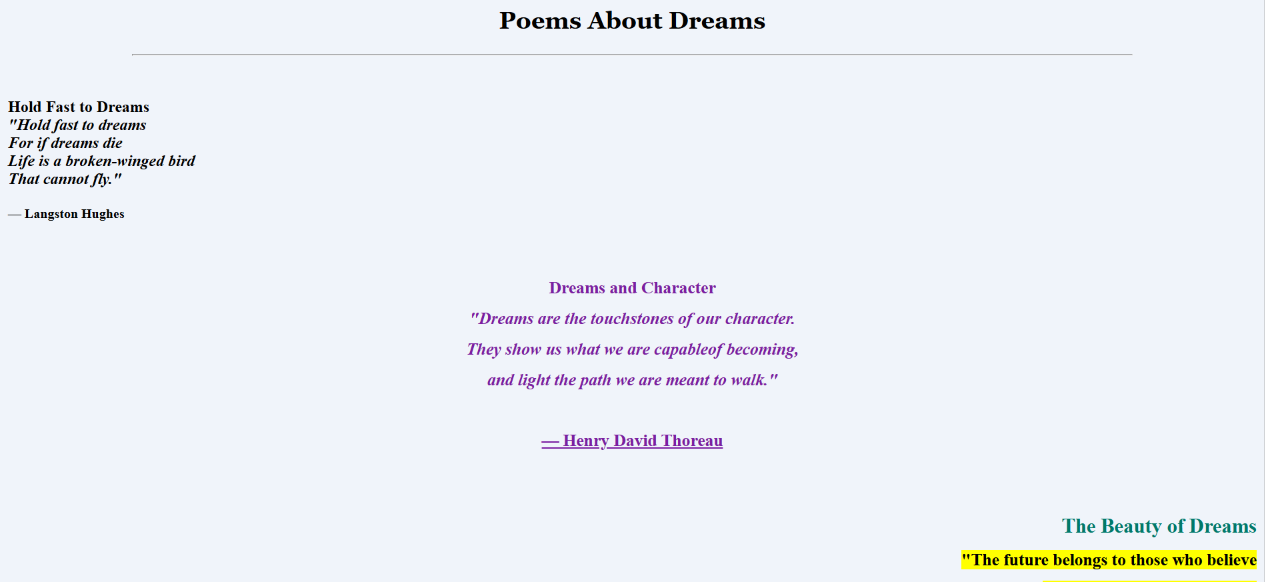 Poems About Dreams
Hold Fast to Dreams
"Hold fast to dreams
For if dreams die
Life is a broken-winged bird
That cannot fly."
— Langston Hughes
Dreams and Character
"Dreams are the touchstones of our character.
They show us what we are capableof becoming,
and light the path we are meant to walk."
— Henry David Thoreau
The Beauty of Dreams
"The future belongs to those who believe